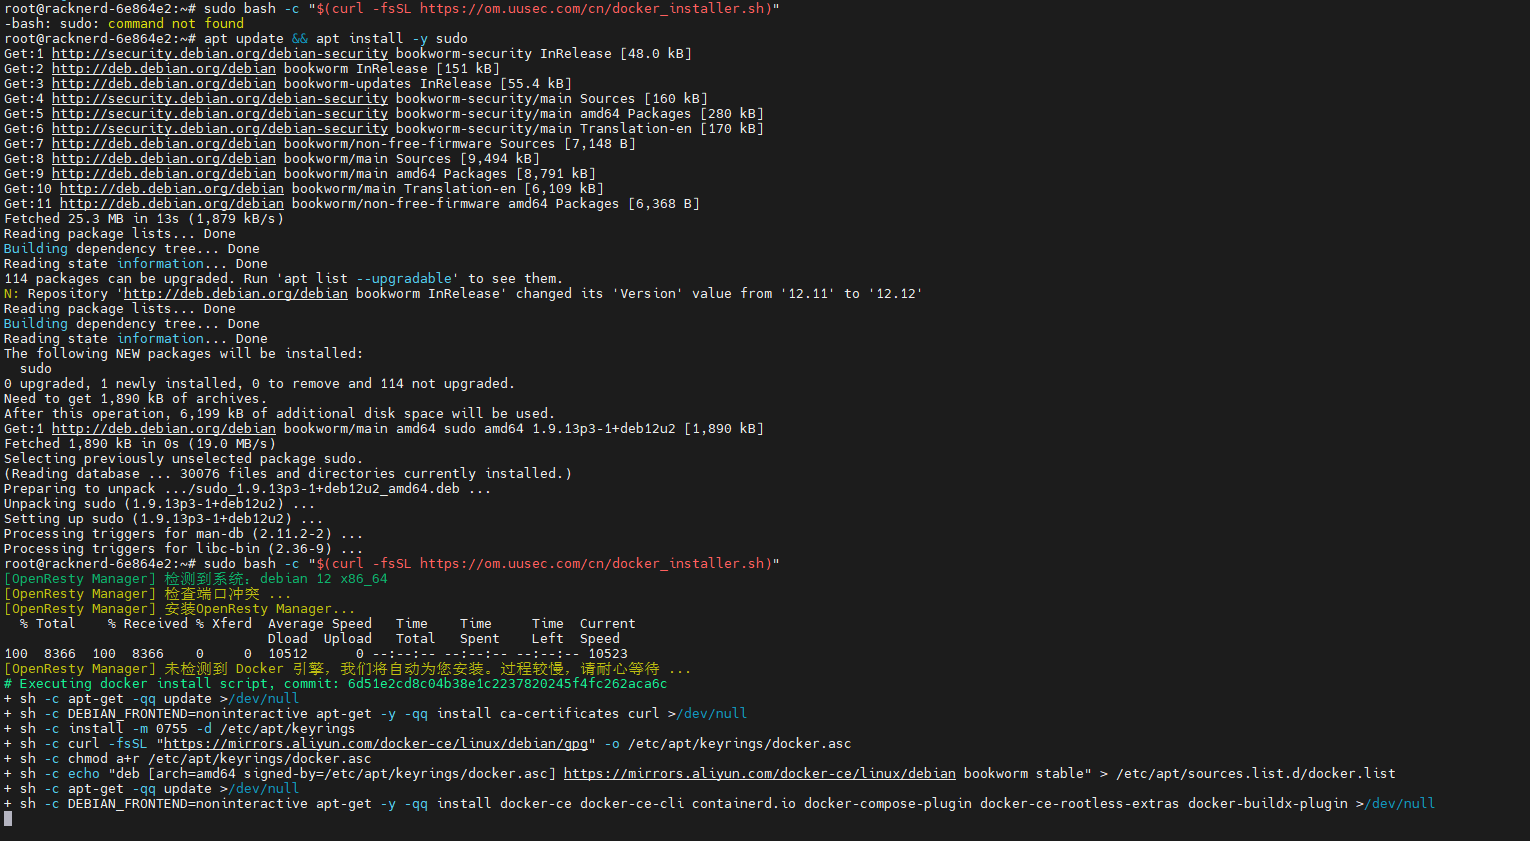 root@racknerd-6e864e2:~# sudo bash -c "$(curl -fsSL https://om.uusec.com/cn/docker_installer.sh)"
-bash: sudo: command not found
root@racknerd-6e864e2:~# apt update && apt install -y sudo
Get:1 http://security.debian.org/debian-security bookworm-security InRelease [48.0 kB]
Get:2 http://deb.debian.org/debian bookworm InRelease [151 kB]
Get:3 http://deb.debian.org/debian bookworm-updates InRelease [55.4 kB]
Get:4 http://security.debian.org/debian-security bookworm-security/main Sources [160 kB]
Get:5 http://security.debian.org/debian-security bookworm-security/main amd64 Packages [280 kB]
Get:6 http://security.debian.org/debian-security bookworm-security/main Translation-en [170 kB]
Get:7 http://deb.debian.org/debian bookworm/non-free-firmware Sources [7,148 B]
Get:8 http://deb.debian.org/debian bookworm/main Sources [9,494 kB]
Get:9 http://deb.debian.org/debian bookworm/main amd64 Packages [8,791 kB]
Get:10 http://deb.debian.org/debian bookworm/main Translation-en [6,109 kB]
Get:11 http://deb.debian.org/debian bookworm/non-free-firmware amd64 Packages [6,368 B]
Fetched 25.3 MB in 13s (1,879 kB/s)
Reading package lists... Done
Building dependency tree... Done
Reading state information... Done
114 packages can be upgraded. Run 'apt list --upgradable' to see them.
N: Repository 'http://deb.debian.org/debian bookworm InRelease' changed its 'Version' value from '12.11' to '12.12'
Reading package lists... Done
Building dependency tree... Done
Reading state information... Done
The following NEW packages will be installed:
  sudo
0 upgraded, 1 newly installed, 0 to remove and 114 not upgraded.
Need to get 1,890 kB of archives.
After this operation, 6,199 kB of additional disk space will be used.
Get:1 http://deb.debian.org/debian bookworm/main amd64 sudo amd64 1.9.13p3-1+deb12u2 [1,890 kB]
Fetched 1,890 kB in 0s (19.0 MB/s)
Selecting previously unselected package sudo.
(Reading database ... 30076 files and directories currently installed.)
Preparing to unpack .../sudo_1.9.13p3-1+deb12u2_amd64.deb ...
Unpacking sudo (1.9.13p3-1+deb12u2) ...
Setting up sudo (1.9.13p3-1+deb12u2) ...
Processing triggers for man-db (2.11.2-2) ...
Processing triggers for libc-bin (2.36-9) ...
root@racknerd-6e864e2:~# sudo bash -c "$(curl -fsSL https://om.uusec.com/cn/docker_installer.sh)"
[OpenResty Manager] 检测到系统：debian 12 x86_64
[OpenResty Manager] 检查端口冲突 ...
[OpenResty Manager] 安装OpenResty Manager...
  % Total    % Received % Xferd  Average Speed   Time    Time     Time  Current
                                 Dload  Upload   Total   Spent    Left  Speed
100  8366  100  8366    0     0  10512      0 --:--:-- --:--:-- --:--:-- 10523
[OpenResty Manager] 未检测到 Docker 引擎，我们将自动为您安装。过程较慢，请耐心等待 ...
# Executing docker install script, commit: 6d51e2cd8c04b38e1c2237820245f4fc262aca6c
+ sh -c apt-get -qq update >/dev/null
+ sh -c DEBIAN_FRONTEND=noninteractive apt-get -y -qq install ca-certificates curl >/dev/null
+ sh -c install -m 0755 -d /etc/apt/keyrings
+ sh -c curl -fsSL "https://mirrors.aliyun.com/docker-ce/linux/debian/gpg" -o /etc/apt/keyrings/docker.asc
+ sh -c chmod a+r /etc/apt/keyrings/docker.asc
+ sh -c echo "deb [arch=amd64 signed-by=/etc/apt/keyrings/docker.asc] https://mirrors.aliyun.com/docker-ce/linux/debian bookworm stable" > /etc/apt/sources.list.d/docker.list
+ sh -c apt-get -qq update >/dev/null
+ sh -c DEBIAN_FRONTEND=noninteractive apt-get -y -qq install docker-ce docker-ce-cli containerd.io docker-compose-plugin docker-ce-rootless-extras docker-buildx-plugin >/dev/null